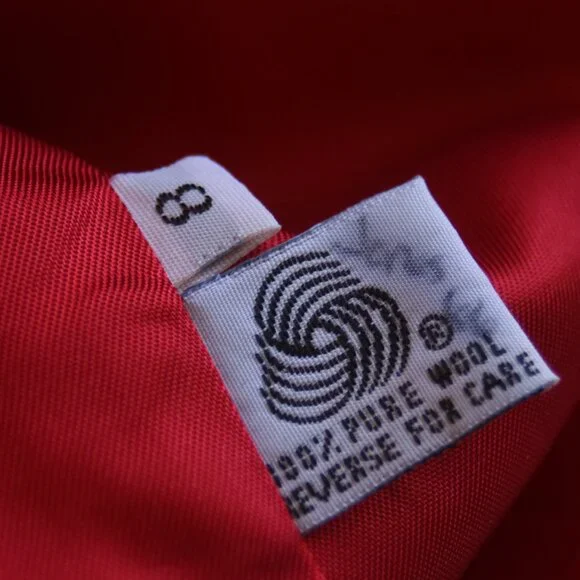 8
®
100% PURE WOOL
REVERSE FOR CARE